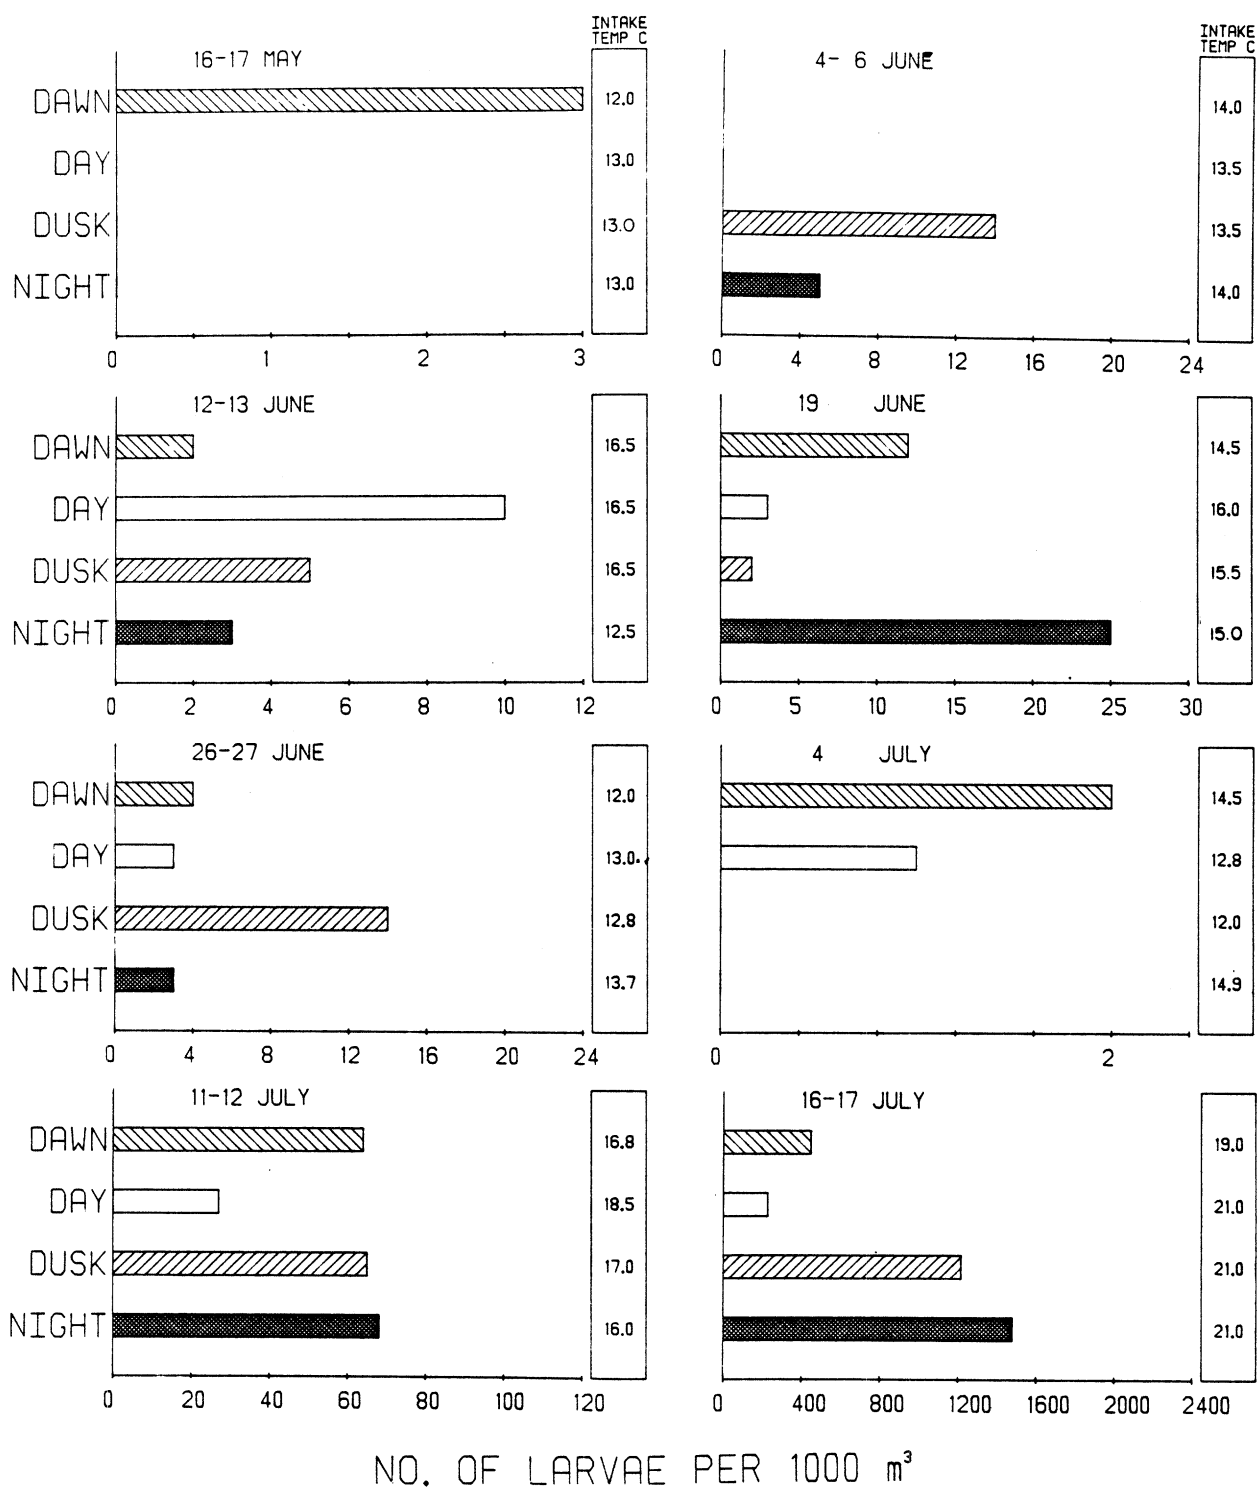 INTAKE
TEMP C
16-17 MAY
DAWN 12.0
DAY 13.0
DUSK 13.0
NIGHT 13.0
0 1 2 3
INTAKE
TEMP C
4- 6 JUNE
14.0
13.5
13.5
14.0
0 4 8 12 16 20 24
12-13 JUNE
DAWN 16.5
DAY 16.5
DUSK 16.5
NIGHT 12.5
0 2 4 6 8 10 12
19 JUNE
14.5
16.0
15.5
15.0
0 5 10 15 20 25 30
26-27 JUNE
DAWN 12.0
DAY 13.0
DUSK 12.8
NIGHT 13.7
0 4 8 12 16 20 24
4 JULY
14.5
12.8
12.0
14.9
0 2
11-12 JULY
DAWN 16.8
DAY 18.5
DUSK 17.0
NIGHT 16.0
0 20 40 60 80 100 120
16-17 JULY
19.0
21.0
21.0
21.0
0 400 800 1200 1600 2000 2400
NO. OF LARVAE PER 1000 m³